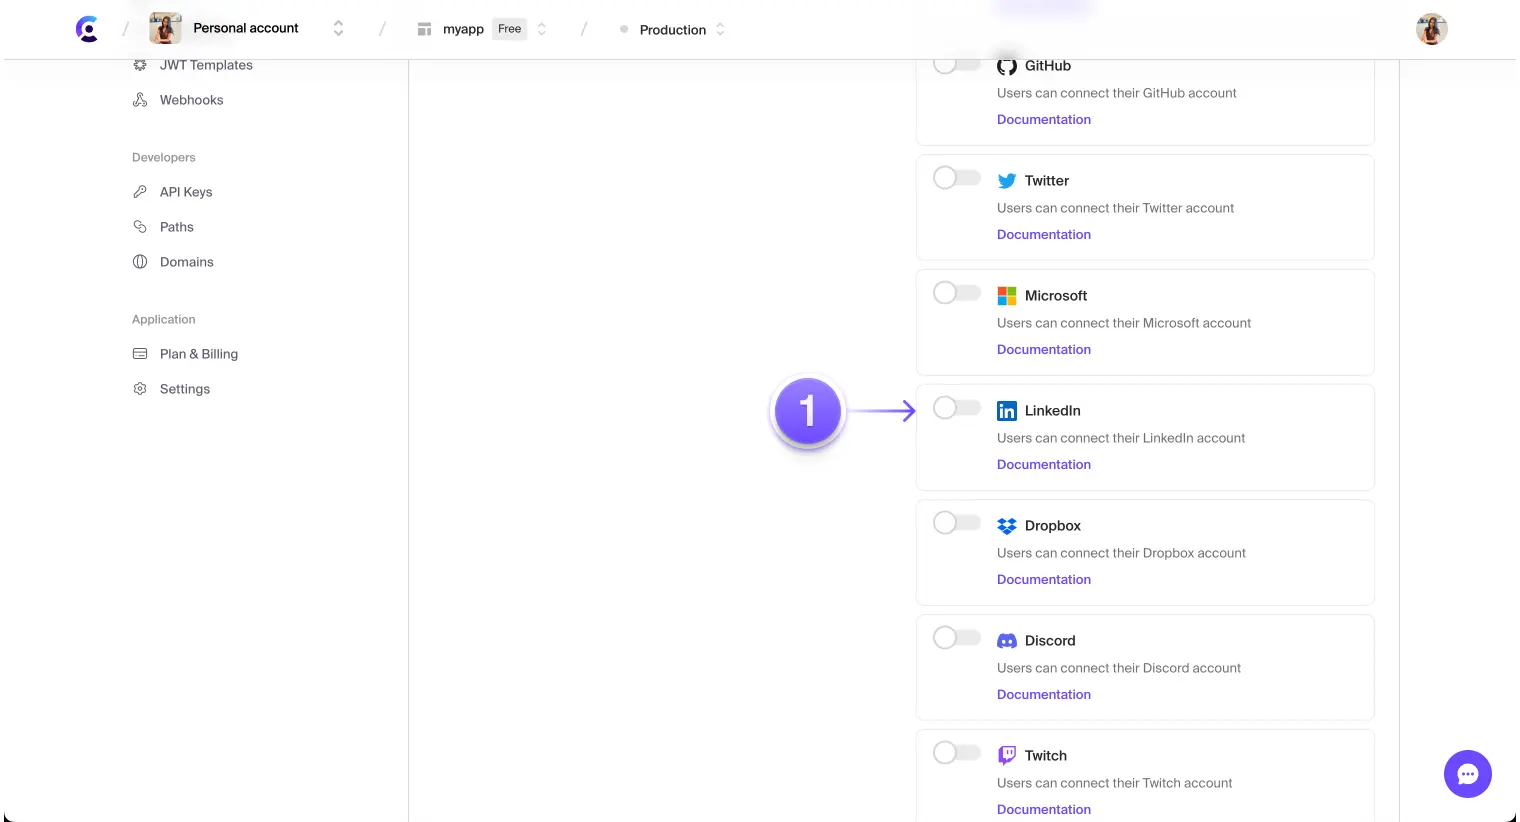 Personal account
myapp
Free
Production
JWT Templates
Webhooks
Developers
API Keys
Paths
Domains
Application
Plan & Billing
Settings
1
GitHub
Users can connect their GitHub account
Documentation
Twitter
Users can connect their Twitter account
Documentation
Microsoft
Users can connect their Microsoft account
Documentation
in
LinkedIn
Users can connect their LinkedIn account
Documentation
Dropbox
Users can connect their Dropbox account
Documentation
Discord
Users can connect their Discord account
Documentation
Twitch
Users can connect their Twitch account
Documentation